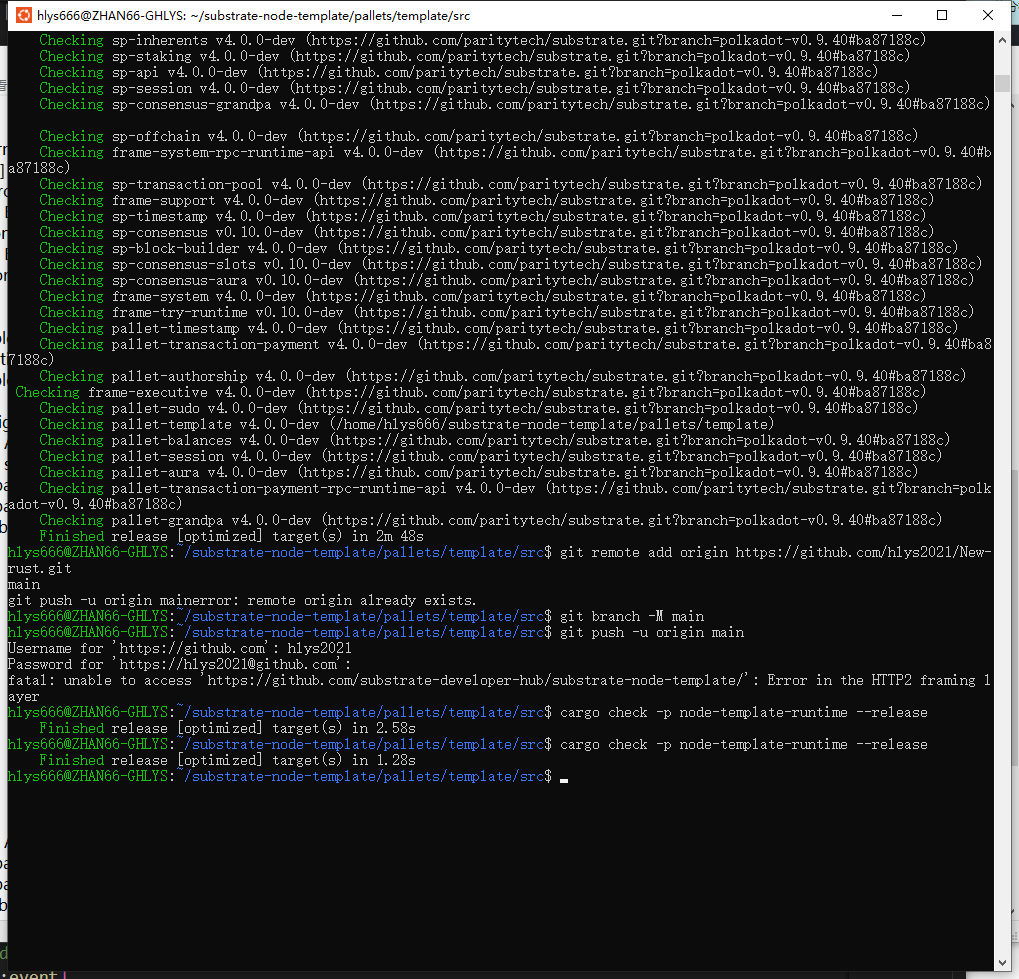 hlys666@ZHAN66-GHLYS: ~/substrate-node-template/pallets/template/src
Checking sp-inherents v4.0.0-dev (https://github.com/paritytech/substrate.git?branch=polkadot-v0.9.40#ba87188c)
Checking sp-staking v4.0.0-dev (https://github.com/paritytech/substrate.git?branch=polkadot-v0.9.40#ba87188c)
Checking sp-api v4.0.0-dev (https://github.com/paritytech/substrate.git?branch=polkadot-v0.9.40#ba87188c)
Checking sp-session v4.0.0-dev (https://github.com/paritytech/substrate.git?branch=polkadot-v0.9.40#ba87188c)
Checking sp-consensus-grandpa v4.0.0-dev (https://github.com/paritytech/substrate.git?branch=polkadot-v0.9.40#ba87188c)
Checking sp-offchain v4.0.0-dev (https://github.com/paritytech/substrate.git?branch=polkadot-v0.9.40#ba87188c)
Checking frame-system-rpc-runtime-api v4.0.0-dev (https://github.com/paritytech/substrate.git?branch=polkadot-v0.9.40#b
a87188c)
Checking sp-transaction-pool v4.0.0-dev (https://github.com/paritytech/substrate.git?branch=polkadot-v0.9.40#ba87188c)
Checking frame-support v4.0.0-dev (https://github.com/paritytech/substrate.git?branch=polkadot-v0.9.40#ba87188c)
Checking sp-timestamp v4.0.0-dev (https://github.com/paritytech/substrate.git?branch=polkadot-v0.9.40#ba87188c)
Checking sp-consensus v0.10.0-dev (https://github.com/paritytech/substrate.git?branch=polkadot-v0.9.40#ba87188c)
Checking sp-block-builder v4.0.0-dev (https://github.com/paritytech/substrate.git?branch=polkadot-v0.9.40#ba87188c)
Checking sp-consensus-slots v0.10.0-dev (https://github.com/paritytech/substrate.git?branch=polkadot-v0.9.40#ba87188c)
Checking sp-consensus-aura v0.10.0-dev (https://github.com/paritytech/substrate.git?branch=polkadot-v0.9.40#ba87188c)
Checking frame-system v4.0.0-dev (https://github.com/paritytech/substrate.git?branch=polkadot-v0.9.40#ba87188c)
Checking frame-try-runtime v0.10.0-dev (https://github.com/paritytech/substrate.git?branch=polkadot-v0.9.40#ba87188c)
Checking pallet-timestamp v4.0.0-dev (https://github.com/paritytech/substrate.git?branch=polkadot-v0.9.40#ba87188c)
Checking pallet-transaction-payment v4.0.0-dev (https://github.com/paritytech/substrate.git?branch=polkadot-v0.9.40#ba8
7188c)
Checking pallet-authorship v4.0.0-dev (https://github.com/paritytech/substrate.git?branch=polkadot-v0.9.40#ba87188c)
Checking frame-executive v4.0.0-dev (https://github.com/paritytech/substrate.git?branch=polkadot-v0.9.40#ba87188c)
Checking pallet-sudo v4.0.0-dev (https://github.com/paritytech/substrate.git?branch=polkadot-v0.9.40#ba87188c)
Checking pallet-template v4.0.0-dev (/home/hlys666/substrate-node-template/pallets/template)
Checking pallet-balances v4.0.0-dev (https://github.com/paritytech/substrate.git?branch=polkadot-v0.9.40#ba87188c)
Checking pallet-session v4.0.0-dev (https://github.com/paritytech/substrate.git?branch=polkadot-v0.9.40#ba87188c)
Checking pallet-aura v4.0.0-dev (https://github.com/paritytech/substrate.git?branch=polkadot-v0.9.40#ba87188c)
Checking pallet-transaction-payment-rpc-runtime-api v4.0.0-dev (https://github.com/paritytech/substrate.git?branch=polk
adot-v0.9.40#ba87188c)
Checking pallet-grandpa v4.0.0-dev (https://github.com/paritytech/substrate.git?branch=polkadot-v0.9.40#ba87188c)
Finished release [optimized] target(s) in 2m 48s
hlys666@ZHAN66-GHLYS:~/substrate-node-template/pallets/template/src$ git remote add origin https://github.com/hlys2021/New-
rust.git
main
git push -u origin mainerror: remote origin already exists.
hlys666@ZHAN66-GHLYS:~/substrate-node-template/pallets/template/src$ git branch -M main
hlys666@ZHAN66-GHLYS:~/substrate-node-template/pallets/template/src$ git push -u origin main
Username for 'https://github.com': hlys2021
Password for 'https://hlys2021@github.com':
fatal: unable to access 'https://github.com/substrate-developer-hub/substrate-node-template/': Error in the HTTP2 framing l
ayer
hlys666@ZHAN66-GHLYS:~/substrate-node-template/pallets/template/src$ cargo check -p node-template-runtime --release
Finished release [optimized] target(s) in 2.58s
hlys666@ZHAN66-GHLYS:~/substrate-node-template/pallets/template/src$ cargo check -p node-template-runtime --release
Finished release [optimized] target(s) in 1.28s
hlys666@ZHAN66-GHLYS:~/substrate-node-template/pallets/template/src$